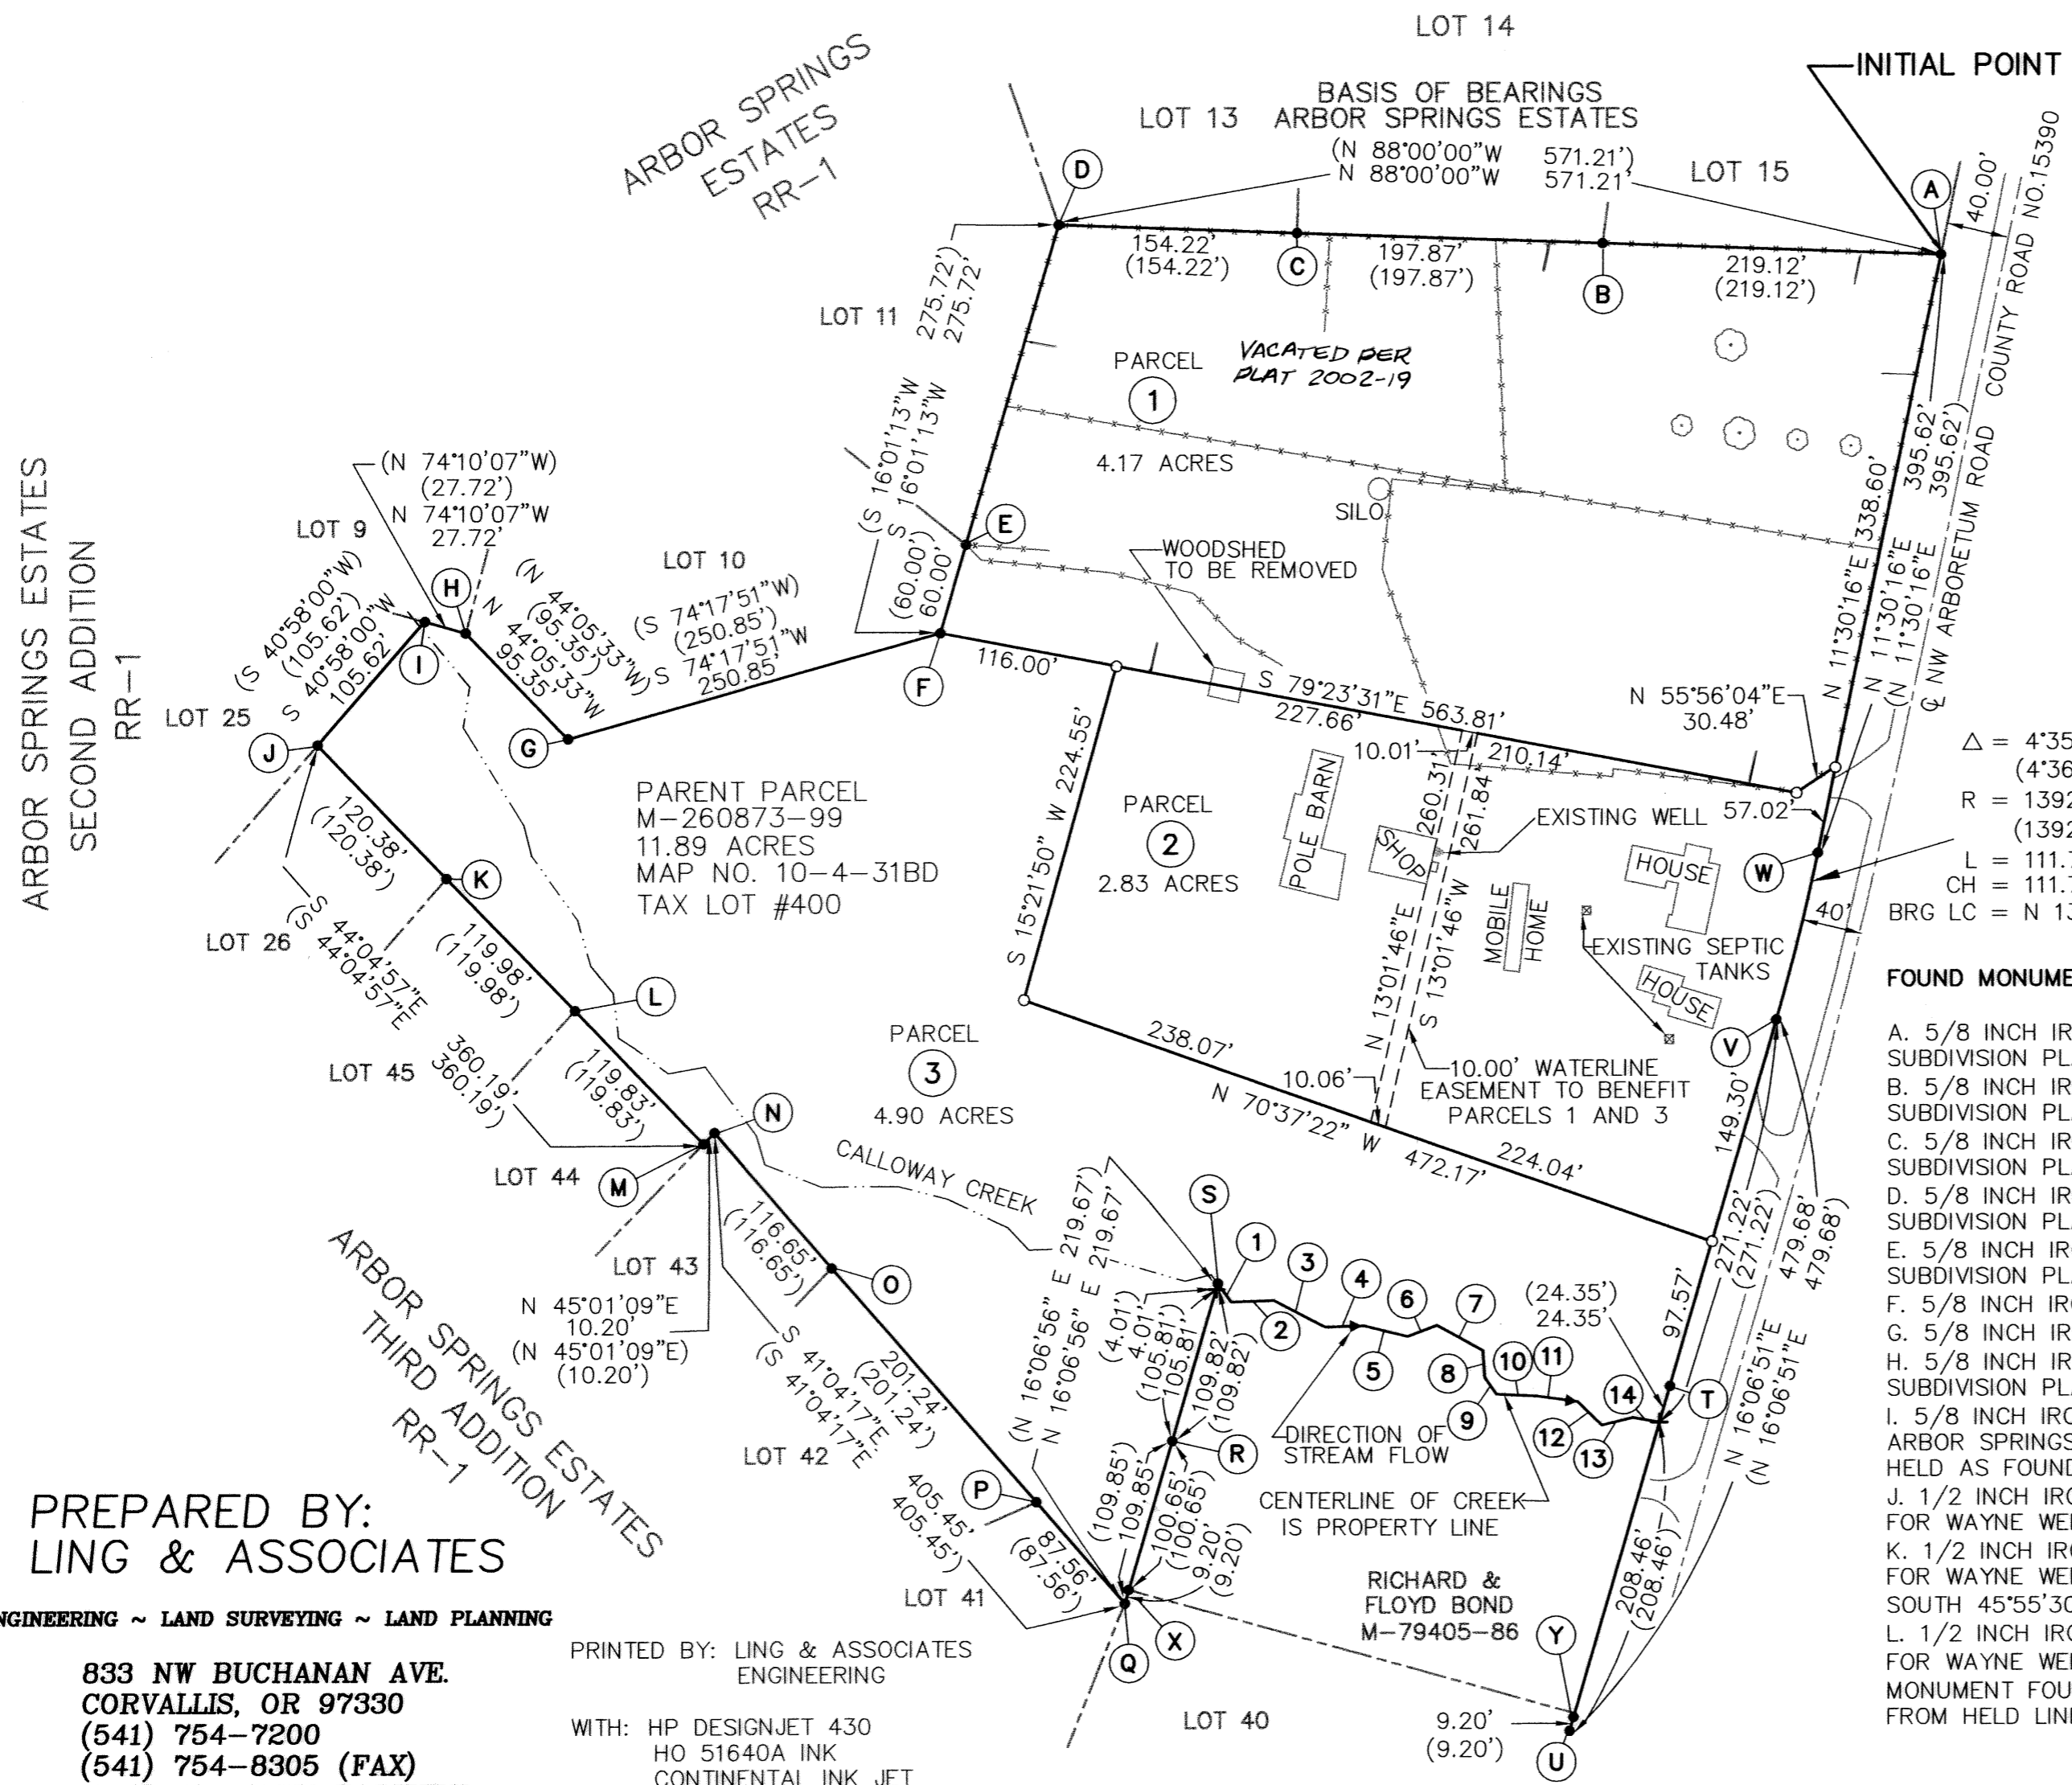 LOT 14
INITIAL POINT
BASIS OF BEARINGS
LOT 13 ARBOR SPRINGS ESTATES
(N 88°00'00"W 571.21')
N 88°00'00"W 571.21'
LOT 15
ARBOR SPRINGS
ESTATES
RR-1
D
A
40.00'
NW ARBORETUM ROAD COUNTY ROAD NO.15390
154.22'
(154.22')
C
197.87'
(197.87')
B
219.12'
(219.12')
275.72')
275.72'
LOT 11
(S 16°01'13"W
S 16°01'13"W
PARCEL
1
VACATED PER
PLAT 2002-19
4.17 ACRES
SILO
N 11°30'16"E 338.60'
N 11°30'16"E 395.62'
(N 11°30'16"E 395.62')
E
(60.00')
60.00'
WOODSHED
TO BE REMOVED
ARBOR SPRINGS ESTATES
SECOND ADDITION
RR-1
(N 74°10'07"W)
(27.72')
N 74°10'07"W
27.72'
LOT 9
H
LOT 10
(N 44°05'33"W)
(95.35')
N 44°05'33"W
95.35'
(S 74°17'51"W)
(250.85')
S 74°17'51"W
250.85'
(S 40°58'00"W)
(105.62')
S 40°58'00"W
105.62'
I
F
G
J
LOT 25
116.00'
S 79°23'31"E 563.81'
227.66'
10.01'
210.14'
N 55°56'04"E
30.48'
57.02'
W
△ = 4°35
(4°36
R = 1392
(1392
L = 111.7
CH = 111.7
BRG LC = N 13
40'
PARENT PARCEL
M-260873-99
11.89 ACRES
MAP NO. 10-4-31BD
TAX LOT #400
S 15°21'50" W 224.55'
PARCEL
2
2.83 ACRES
POLE BARN
SHOP
260.31'
261.84'
N 13°01'46"E
S 13°01'46"W
EXISTING WELL
HOUSE
MOBILE
HOME
EXISTING SEPTIC
TANKS
HOUSE
V
120.38'
(120.38')
K
LOT 26
S 44°04'57"E
(S 44°04'57"E
119.98'
(119.98')
L
360.19'
360.19')
LOT 45
119.83'
(119.83')
N
LOT 44
M
PARCEL
3
4.90 ACRES
238.07'
10.06'
N 70°37'22" W
472.17'
224.04'
10.00' WATERLINE
EASEMENT TO BENEFIT
PARCELS 1 AND 3
149.30'
CALLOWAY CREEK
S
1
2
3
4
5
6
7
8
9
10
11
12
13
14
(24.35')
24.35'
97.57'
271.22'
(271.22')
479.68'
479.68')
N 16°06'51"E
(N 16°06'51"E
T
LOT 43
N 45°01'09"E
10.20'
(N 45°01'09"E)
(10.20')
116.65'
(116.65')
O
S 41°04'17"E
(S 41°04'17"E
201.24'
(201.24')
ARBOR SPRINGS ESTATES
THIRD ADDITION
RR-1
LOT 42
P
405.45'
405.45')
87.56'
(87.56')
LOT 41
(N 16°06'56" E 219.67')
N 16°06'56" E 219.67'
(4.01')
4.01'
(105.81')
105.81'
109.82'
(109.82')
R
(109.85')
109.85'
100.65'
(100.65')
9.20'
(9.20')
X
Q
DIRECTION OF
STREAM FLOW
CENTERLINE OF CREEK
IS PROPERTY LINE
RICHARD &
FLOYD BOND
M-79405-86
208.46'
(208.46')
Y
U
9.20'
(9.20')
LOT 40
FOUND MONUME
A. 5/8 INCH IR
SUBDIVISION PL
B. 5/8 INCH IR
SUBDIVISION PL
C. 5/8 INCH IR
SUBDIVISION PL
D. 5/8 INCH IR
SUBDIVISION PL
E. 5/8 INCH IR
SUBDIVISION PL
F. 5/8 INCH IR
G. 5/8 INCH IR
H. 5/8 INCH IR
SUBDIVISION PL
I. 5/8 INCH IRO
ARBOR SPRINGS
HELD AS FOUND
J. 1/2 INCH IRO
FOR WAYNE WE
K. 1/2 INCH IRO
FOR WAYNE WE
SOUTH 45°55'30
L. 1/2 INCH IRO
FOR WAYNE WE
MONUMENT FOU
FROM HELD LIN
PREPARED BY:
LING & ASSOCIATES
NGINEERING ~ LAND SURVEYING ~ LAND PLANNING
833 NW BUCHANAN AVE.
CORVALLIS, OR 97330
(541) 754-7200
(541) 754-8305 (FAX)
PRINTED BY: LING & ASSOCIATES
ENGINEERING
WITH: HP DESIGNJET 430
HO 51640A INK
CONTINENTAL INK JET